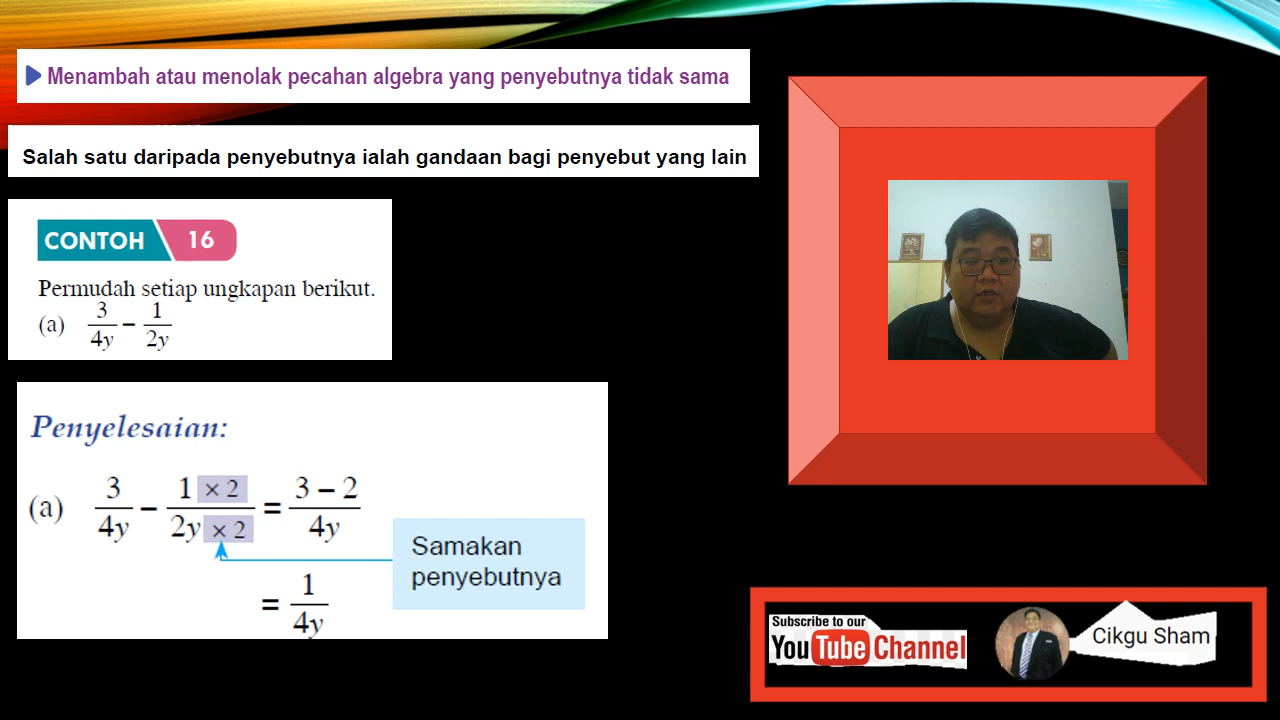 Menambah atau menolak pecahan algebra yang penyebutnya tidak sama
Salah satu daripada penyebutnya ialah gandaan bagi penyebut yang lain
CONTOH 16
Permudah setiap ungkapan berikut.
(a) 3/4y − 1/2y
Penyelesaian:
(a) 3/4y − 1 × 2/2y × 2 = 3 − 2/4y
Samakan
penyebutnya
= 1/4y
Subscribe to our
YouTube Channel
Cikgu Sham